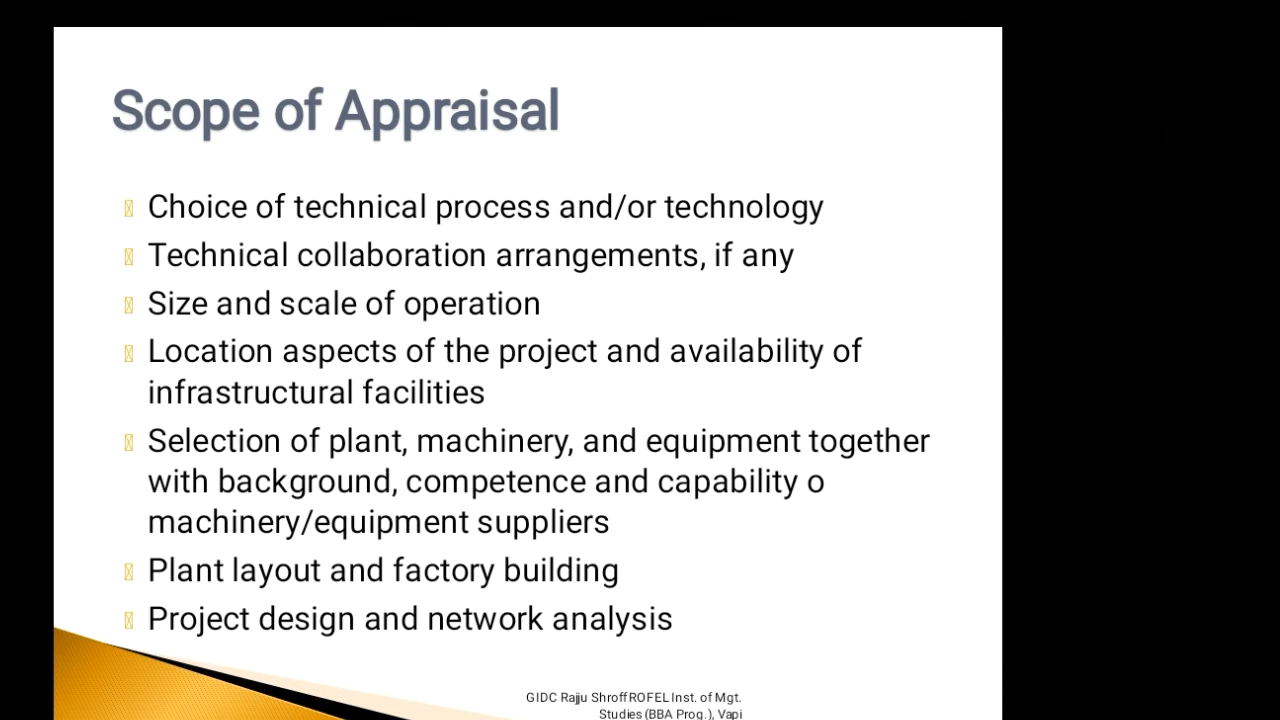 Scope of Appraisal
Choice of technical process and/or technology
Technical collaboration arrangements, if any
Size and scale of operation
Location aspects of the project and availability of
infrastructural facilities
Selection of plant, machinery, and equipment together
with background, competence and capability o
machinery/equipment suppliers
Plant layout and factory building
Project design and network analysis
GIDC Rajju Shroff ROFEL Inst. of Mgt.
Studies (BBA Prog.), Vapi